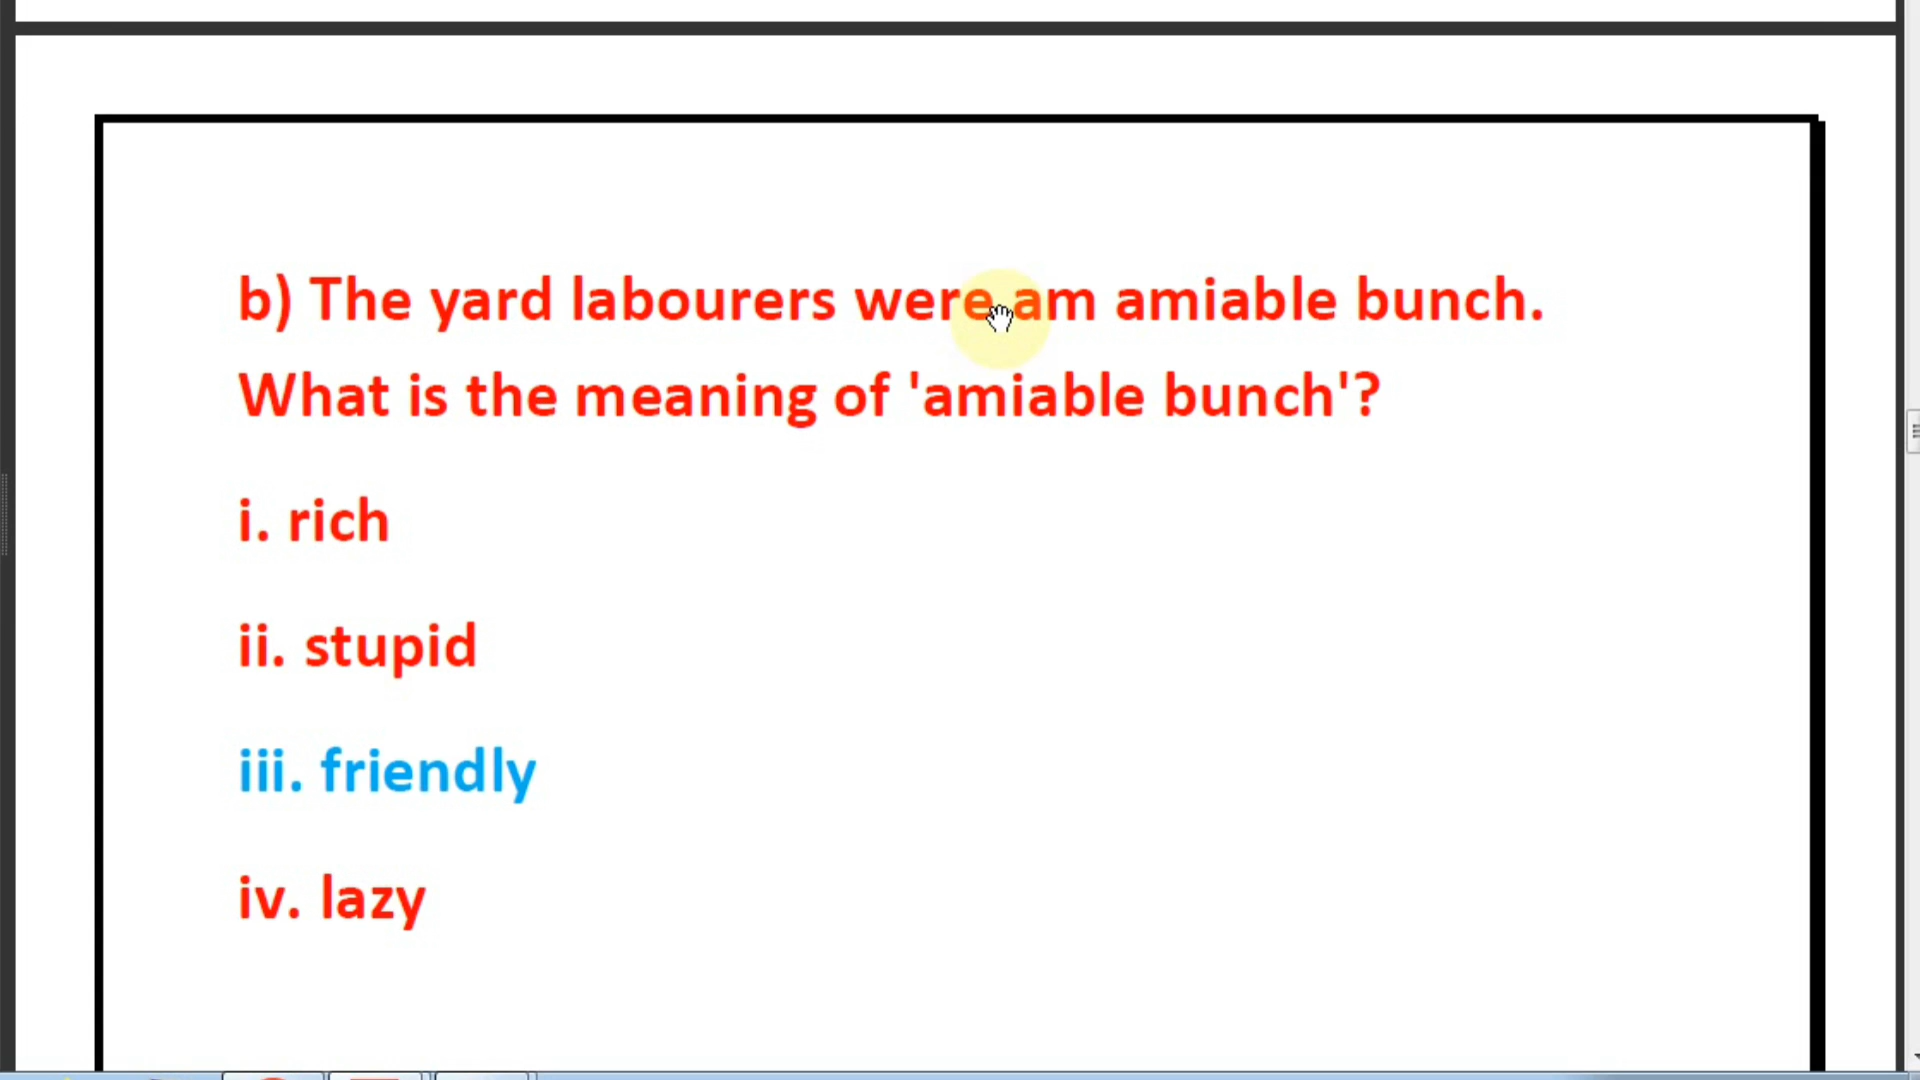 b) The yard labourers were am amiable bunch.
What is the meaning of 'amiable bunch'?
i. rich
ii. stupid
iii. friendly
iv. lazy